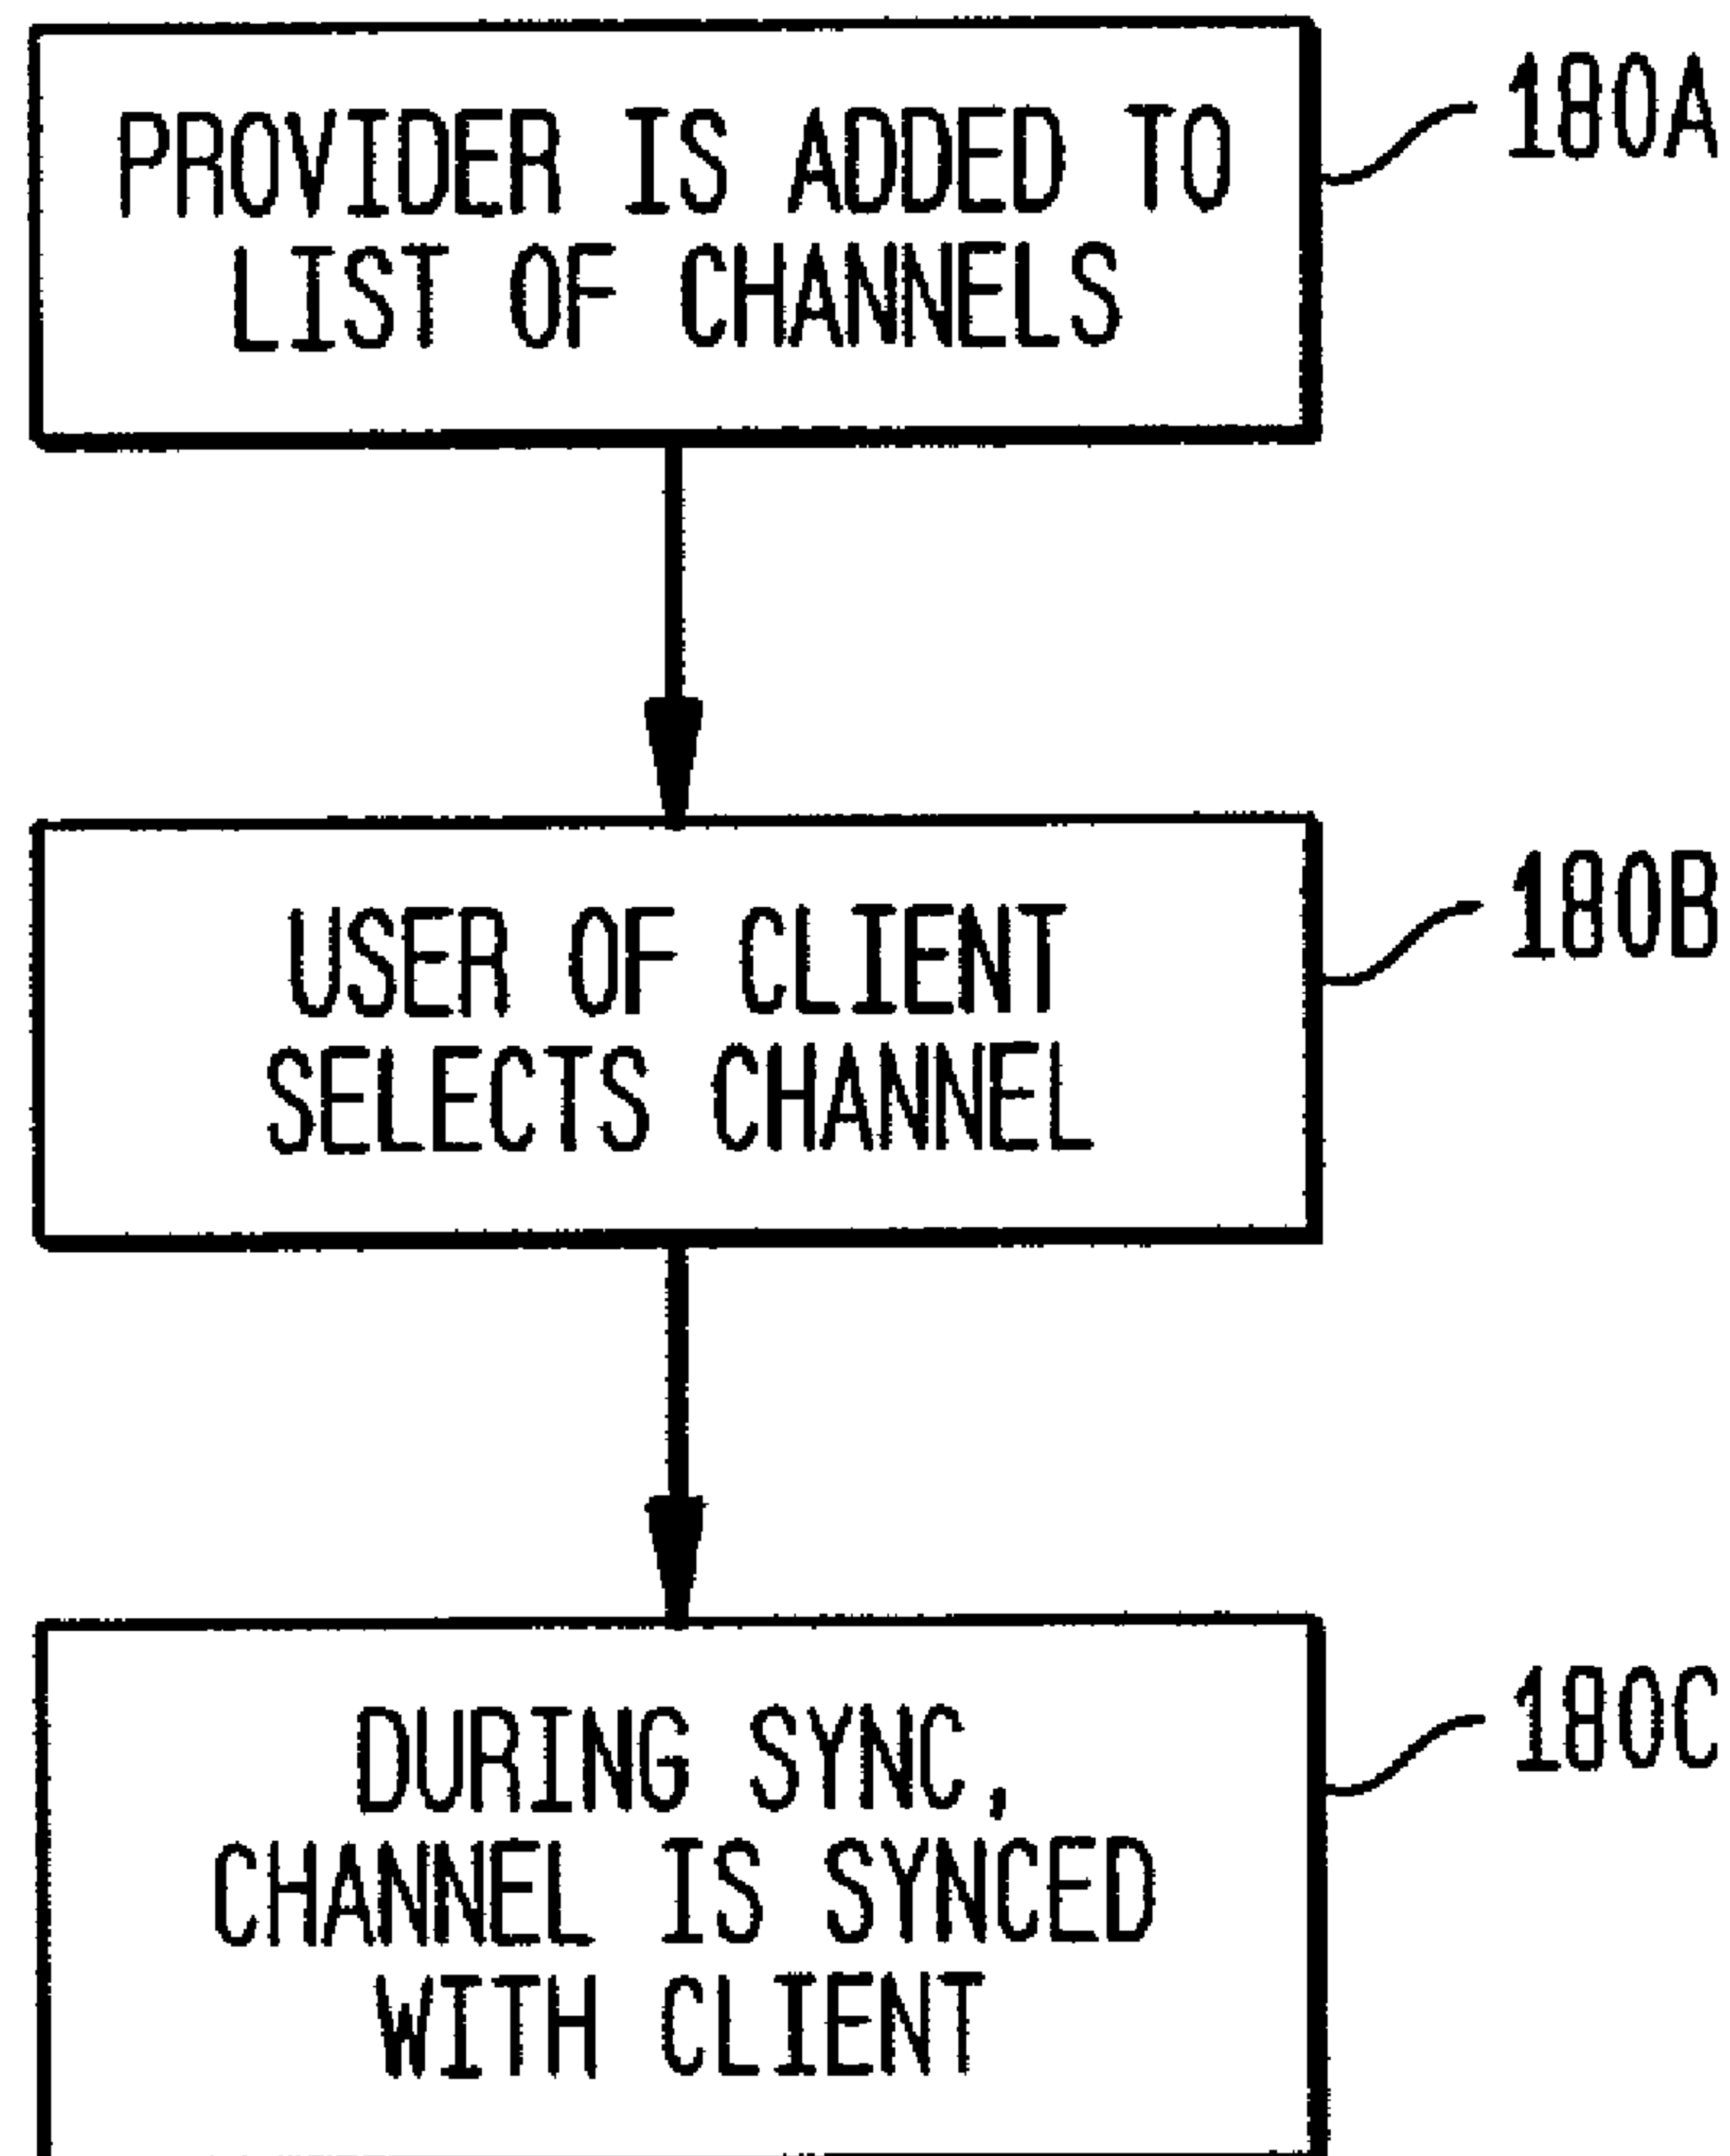 PROVIDER IS ADDED TO
LIST OF CHANNELS
180A
USER OF CLIENT
SELECTS CHANNEL
180B
DURING SYNC,
CHANNEL IS SYNCED
WITH CLIENT
180C